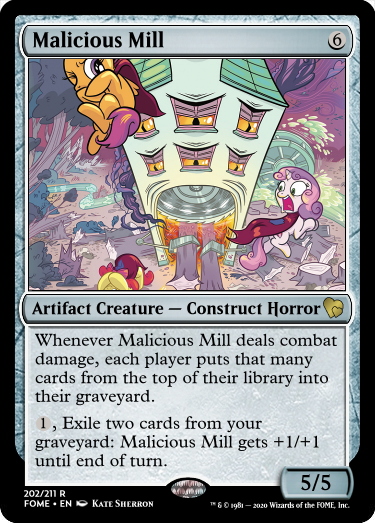 Malicious Mill 6
Artifact Creature — Construct Horror
Whenever Malicious Mill deals combat
damage, each player puts that many
cards from the top of their library into
their graveyard.
1, Exile two cards from your
graveyard: Malicious Mill gets +1/+1
until end of turn.
5/5
202/211 R
FOME • EN KATE SHERRON
™ & © 1981 — 2020 Wizards of the FOME, Inc.